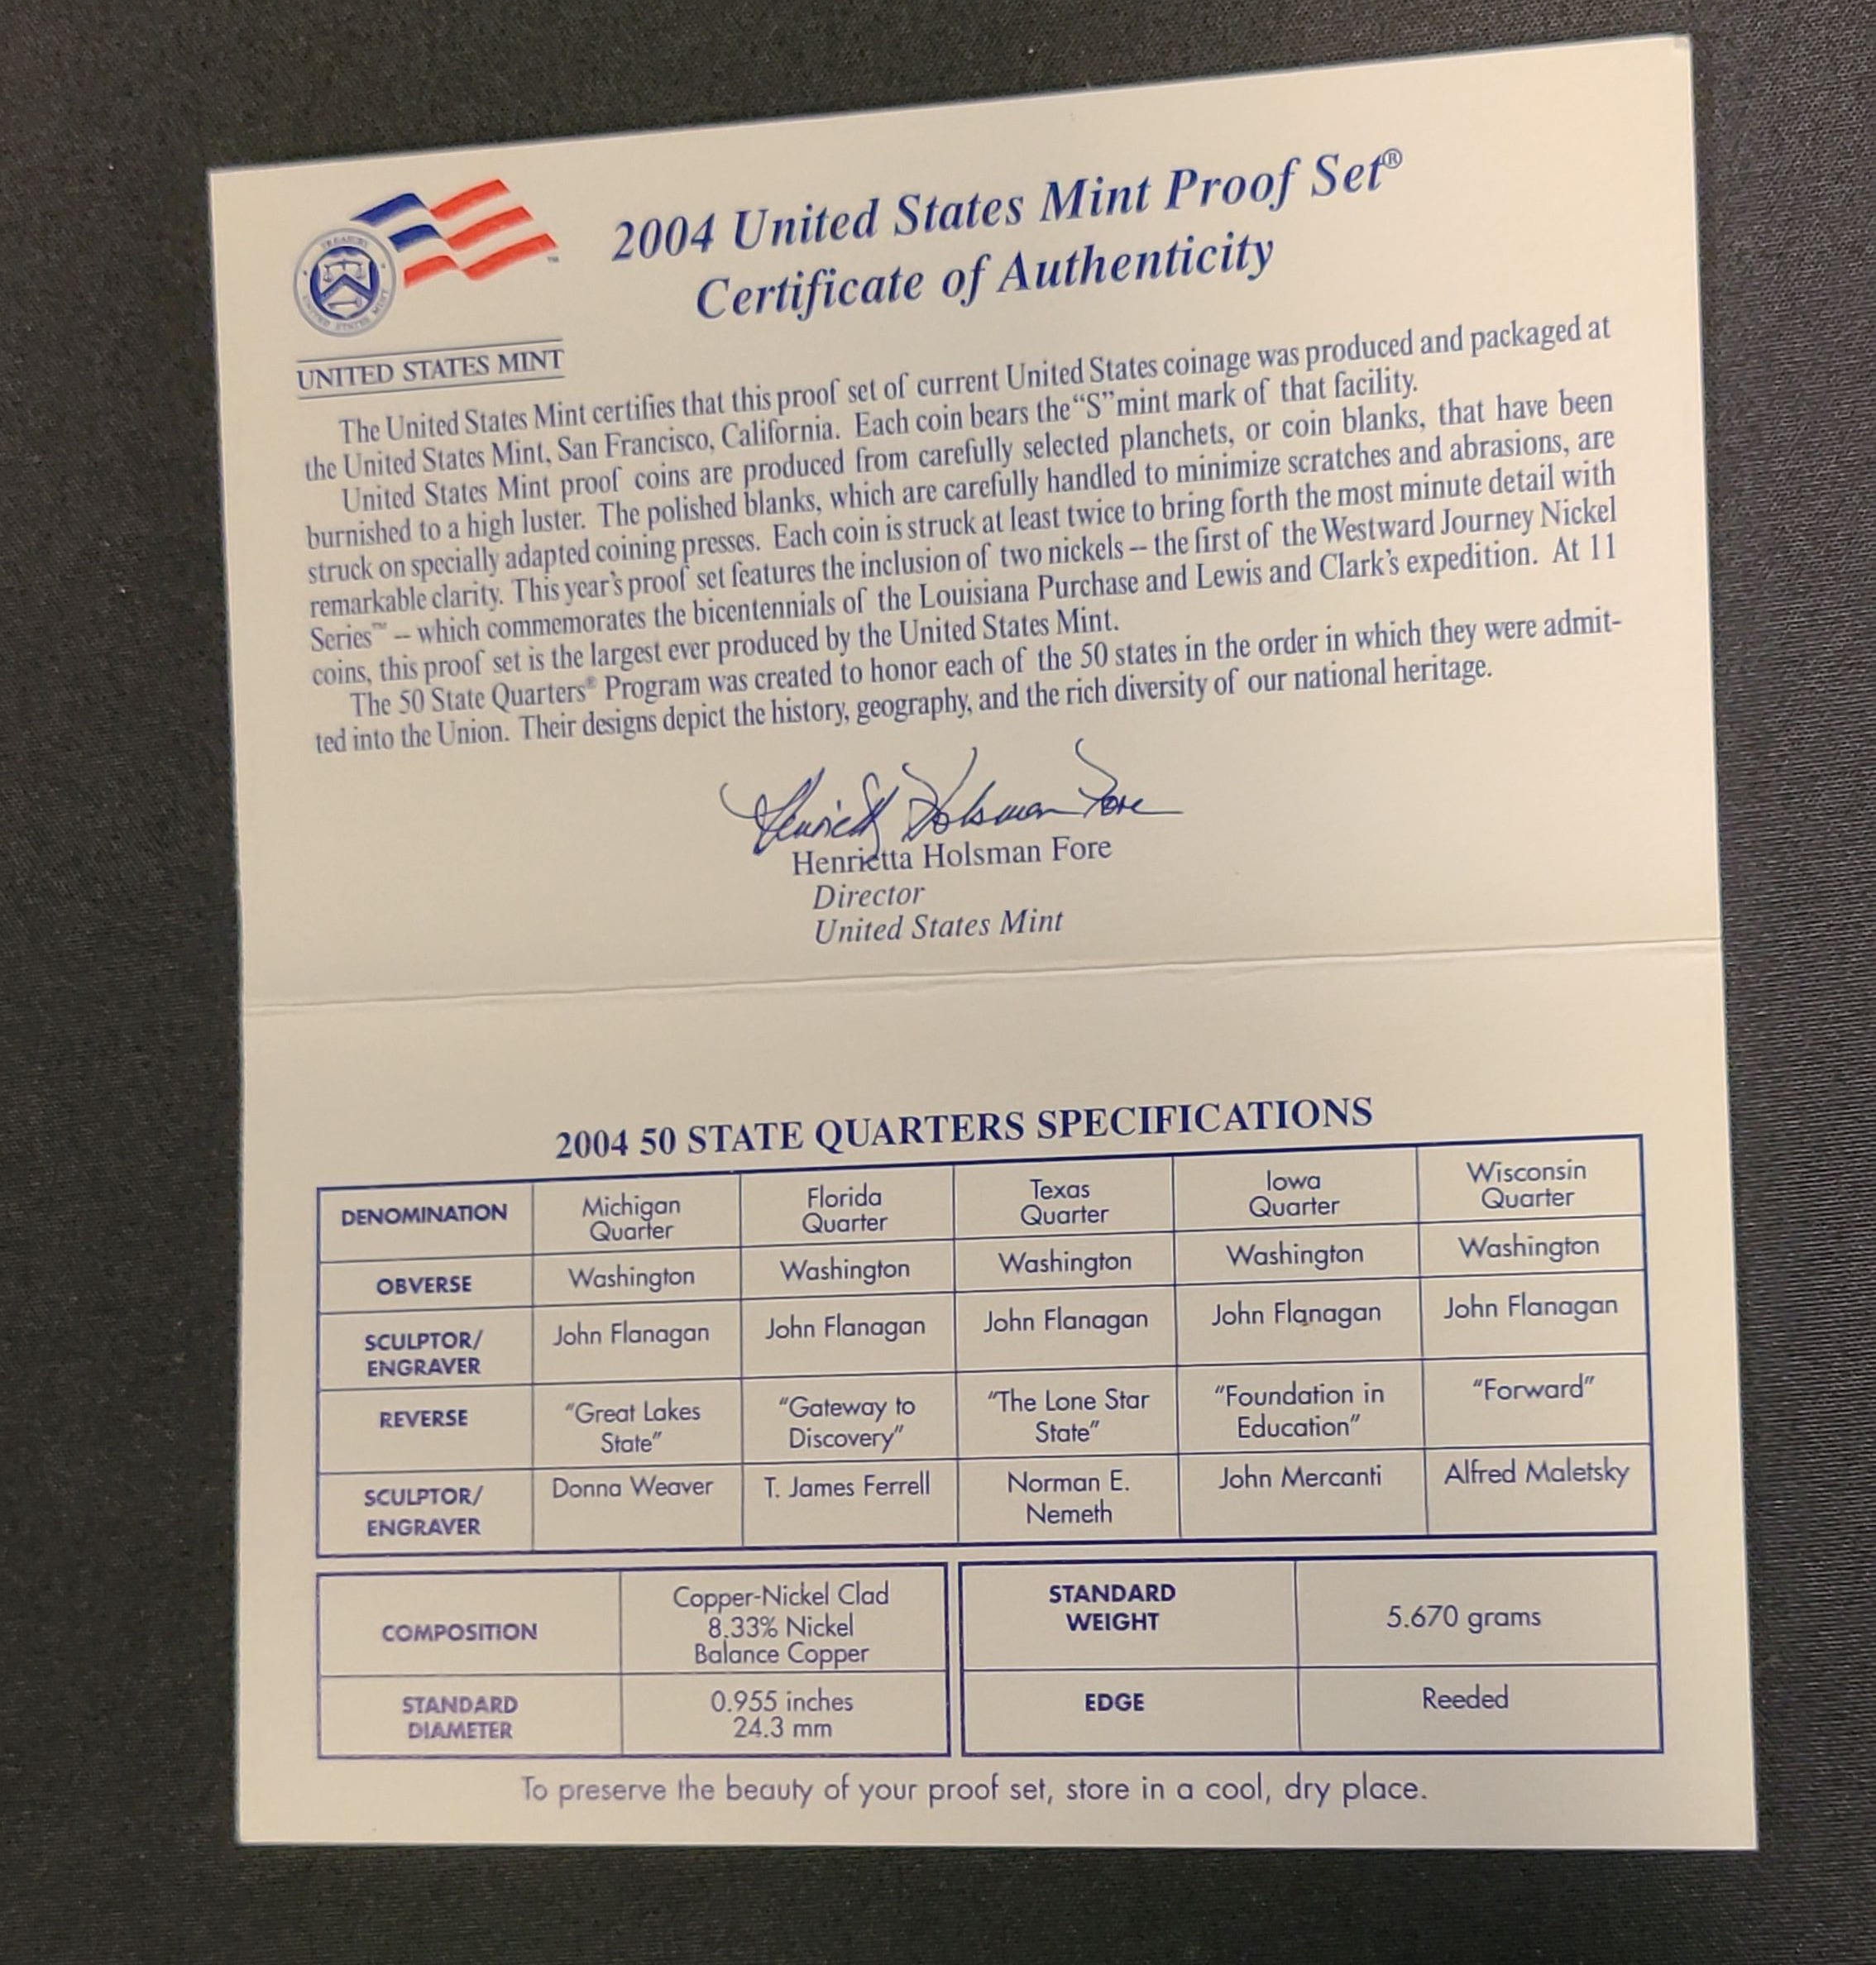 2004 United States Mint Proof Set®
Certificate of Authenticity
TREASURY
UNITED STATES MINT
™
UNITED STATES MINT
The United States Mint certifies that this proof set of current United States coinage was produced and packaged at
the United States Mint, San Francisco, California. Each coin bears the “S” mint mark of that facility.
United States Mint proof coins are produced from carefully selected planchets, or coin blanks, that have been
burnished to a high luster. The polished blanks, which are carefully handled to minimize scratches and abrasions, are
struck on specially adapted coining presses. Each coin is struck at least twice to bring forth the most minute detail with
remarkable clarity. This year’s proof set features the inclusion of two nickels – the first of the Westward Journey Nickel
Series™ – which commemorates the bicentennials of the Louisiana Purchase and Lewis and Clark’s expedition. At 11
coins, this proof set is the largest ever produced by the United States Mint.
The 50 State Quarters® Program was created to honor each of the 50 states in the order in which they were admit-
ted into the Union. Their designs depict the history, geography, and the rich diversity of our national heritage.
Henrietta Holsman Fore
Henrietta Holsman Fore
Director
United States Mint
2004 50 STATE QUARTERS SPECIFICATIONS
DENOMINATION Michigan Quarter Florida Quarter Texas Quarter Iowa Quarter Wisconsin Quarter
OBVERSE Washington Washington Washington Washington Washington
SCULPTOR/ENGRAVER John Flanagan John Flanagan John Flanagan John Flanagan John Flanagan
REVERSE “Great Lakes State” “Gateway to Discovery” “The Lone Star State” “Foundation in Education” “Forward”
SCULPTOR/ENGRAVER Donna Weaver T. James Ferrell Norman E. Nemeth John Mercanti Alfred Maletsky
COMPOSITION Copper-Nickel Clad
8.33% Nickel
Balance Copper
STANDARD WEIGHT 5.670 grams
STANDARD DIAMETER 0.955 inches
24.3 mm
EDGE Reeded
To preserve the beauty of your proof set, store in a cool, dry place.